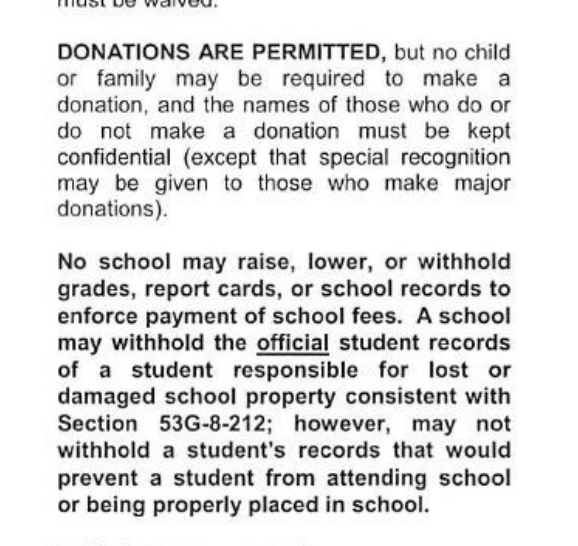 must be waived.
DONATIONS ARE PERMITTED, but no child
or family may be required to make a
donation, and the names of those who do or
do not make a donation must be kept
confidential (except that special recognition
may be given to those who make major
donations).
No school may raise, lower, or withhold
grades, report cards, or school records to
enforce payment of school fees. A school
may withhold the official student records
of a student responsible for lost or
damaged school property consistent with
Section 53G-8-212; however, may not
withhold a student's records that would
prevent a student from attending school
or being properly placed in school.